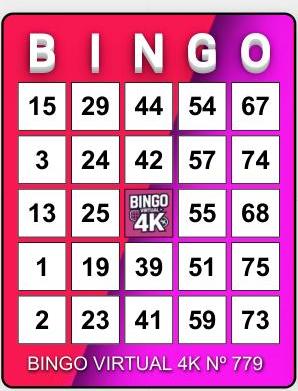 B I N G O
15 29 44 54 67
3 24 42 57 74
13 25 BINGO VIRTUAL 4K 55 68
1 19 39 51 75
2 23 41 59 73
BINGO VIRTUAL 4K Nº 779